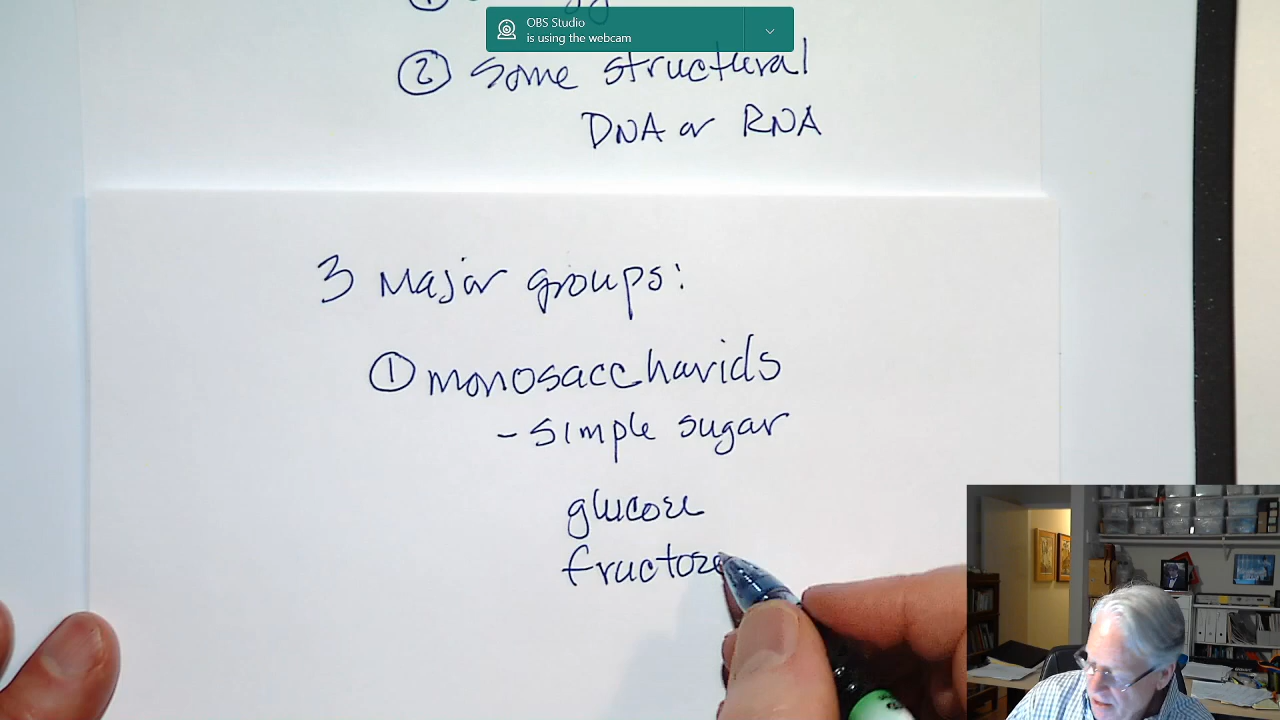 OBS Studio
is using the webcam
② Some structural
DNA or RNA
3 Major groups:
① monosaccharids
- simple sugar
glucose
fructose